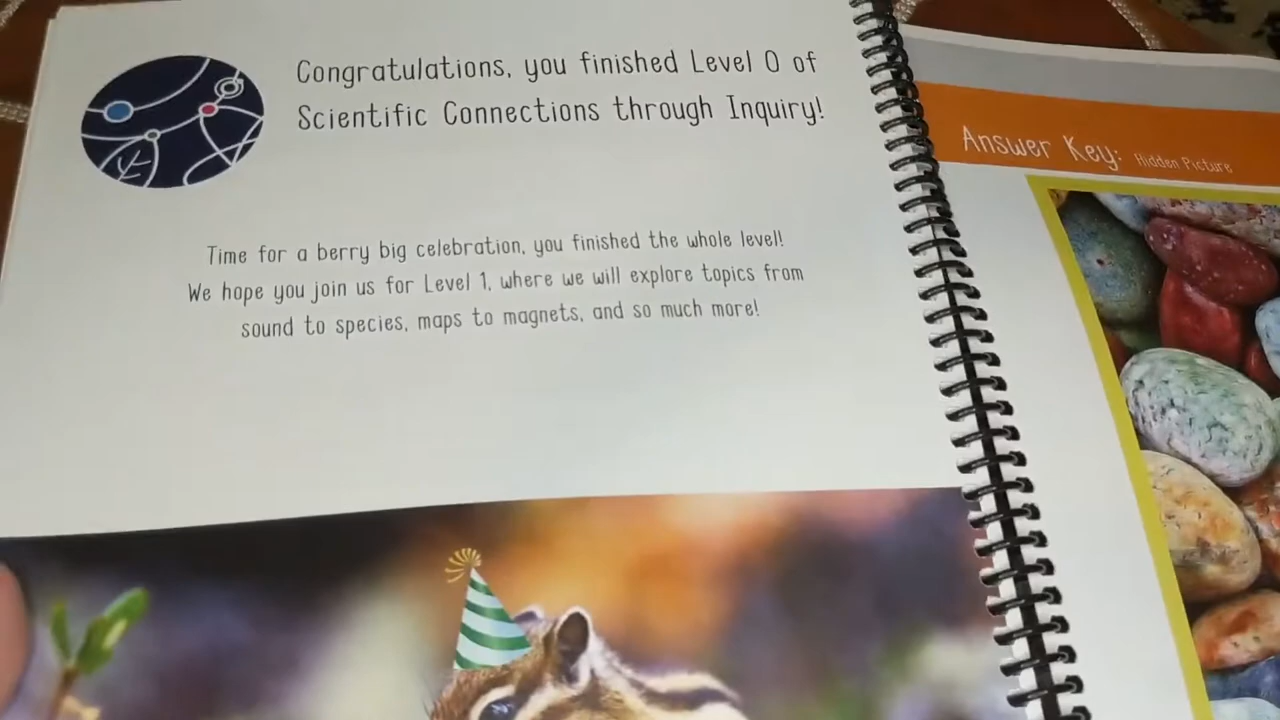 Congratulations, you finished Level 0 of
Scientific Connections through Inquiry!
Time for a berry big celebration, you finished the whole level!
We hope you join us for Level 1, where we will explore topics from
sound to species, maps to magnets, and so much more!
Answer Key: Hidden Picture